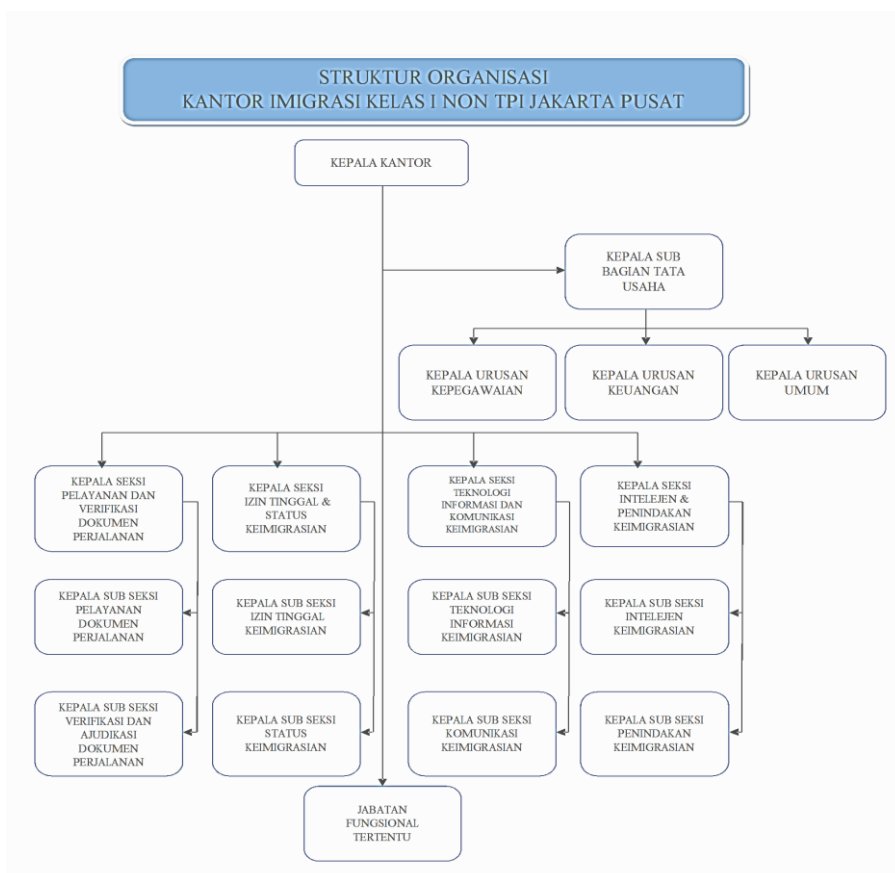 STRUKTUR ORGANISASI
KANTOR IMIGRASI KELAS I NON TPI JAKARTA PUSAT
KEPALA KANTOR
KEPALA SUB
BAGIAN TATA
USAHA
KEPALA URUSAN
KEPEGAWAIAN
KEPALA URUSAN
KEUANGAN
KEPALA URUSAN
UMUM
KEPALA SEKSI
PELAYANAN DAN
VERIFIKASI
DOKUMEN
PERJALANAN
KEPALA SEKSI
IZIN TINGGAL &
STATUS
KEIMIGRASIAN
KEPALA SEKSI
TEKNOLOGI
INFORMASI DAN
KOMUNIKASI
KEIMIGRASIAN
KEPALA SEKSI
INTELEJEN &
PENINDAKAN
KEIMIGRASIAN
KEPALA SUB SEKSI
PELAYANAN
DOKUMEN
PERJALANAN
KEPALA SUB SEKSI
IZIN TINGGAL
KEIMIGRASIAN
KEPALA SUB SEKSI
TEKNOLOGI
INFORMASI
KEIMIGRASIAN
KEPALA SUB SEKSI
INTELEJEN
KEIMIGRASIAN
KEPALA SUB SEKSI
VERIFIKASI DAN
AJUDIKASI
DOKUMEN
PERJALANAN
KEPALA SUB SEKSI
STATUS
KEIMIGRASIAN
KEPALA SUB SEKSI
KOMUNIKASI
KEIMIGRASIAN
KEPALA SUB SEKSI
PENINDAKAN
KEIMIGRASIAN
JABATAN
FUNGSIONAL
TERTENTU